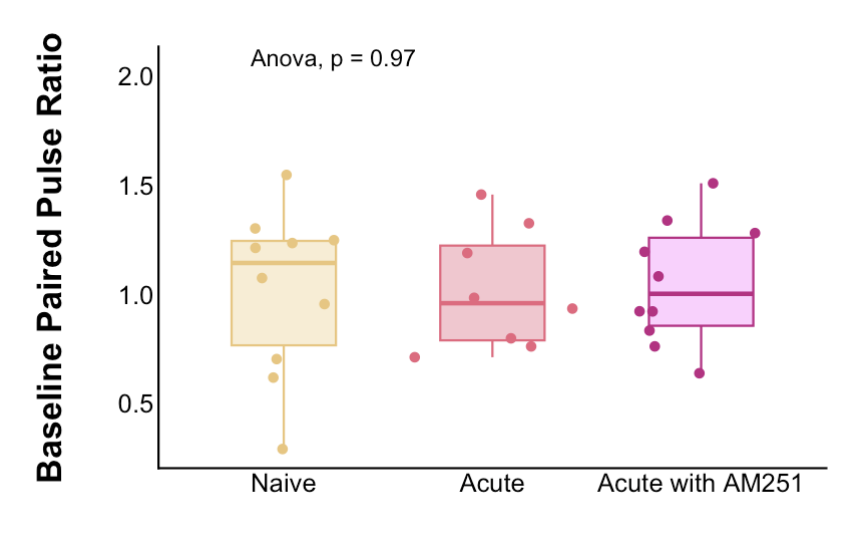 Baseline Paired Pulse Ratio
Anova, p = 0.97
2.0
1.5
1.0
0.5
Naive
Acute
Acute with AM251